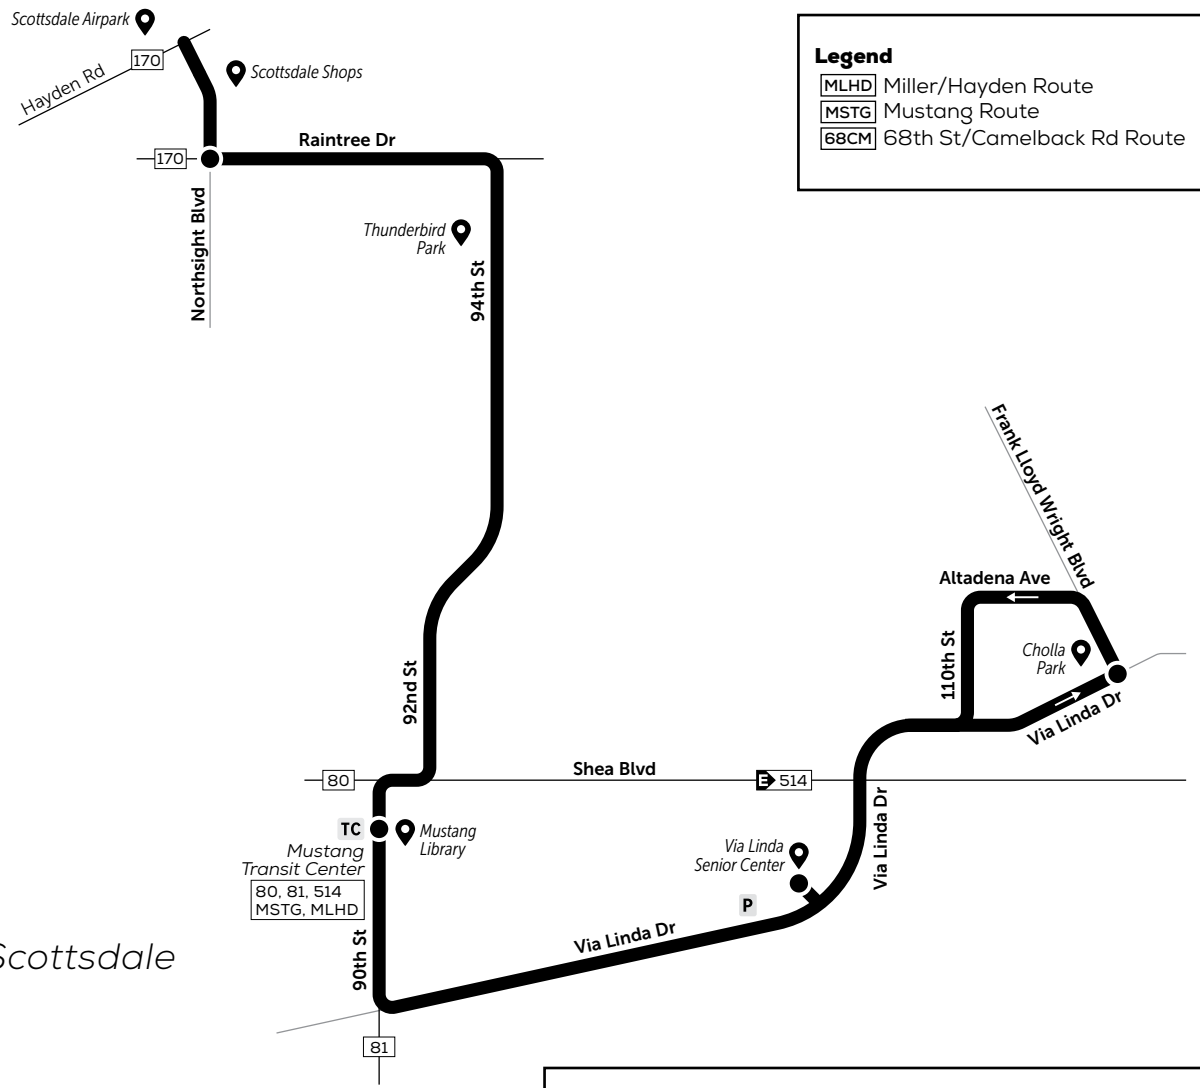 Scottsdale Airpark
170
Hayden Rd
Scottsdale Shops
Legend
MLHD Miller/Hayden Route
MSTG Mustang Route
68CM 68th St/Camelback Rd Route
Raintree Dr
170
Northsight Blvd
Thunderbird
Park
94th St
Frank Lloyd Wright Blvd
Altadena Ave
110th St
Cholla
Park
Via Linda Dr
92nd St
80
Shea Blvd
E 514
Via Linda Dr
TC
Mustang
Library
Mustang
Transit Center
80, 81, 514
MSTG, MLHD
Via Linda
Senior Center
P
Via Linda Dr
90th St
Scottsdale
81